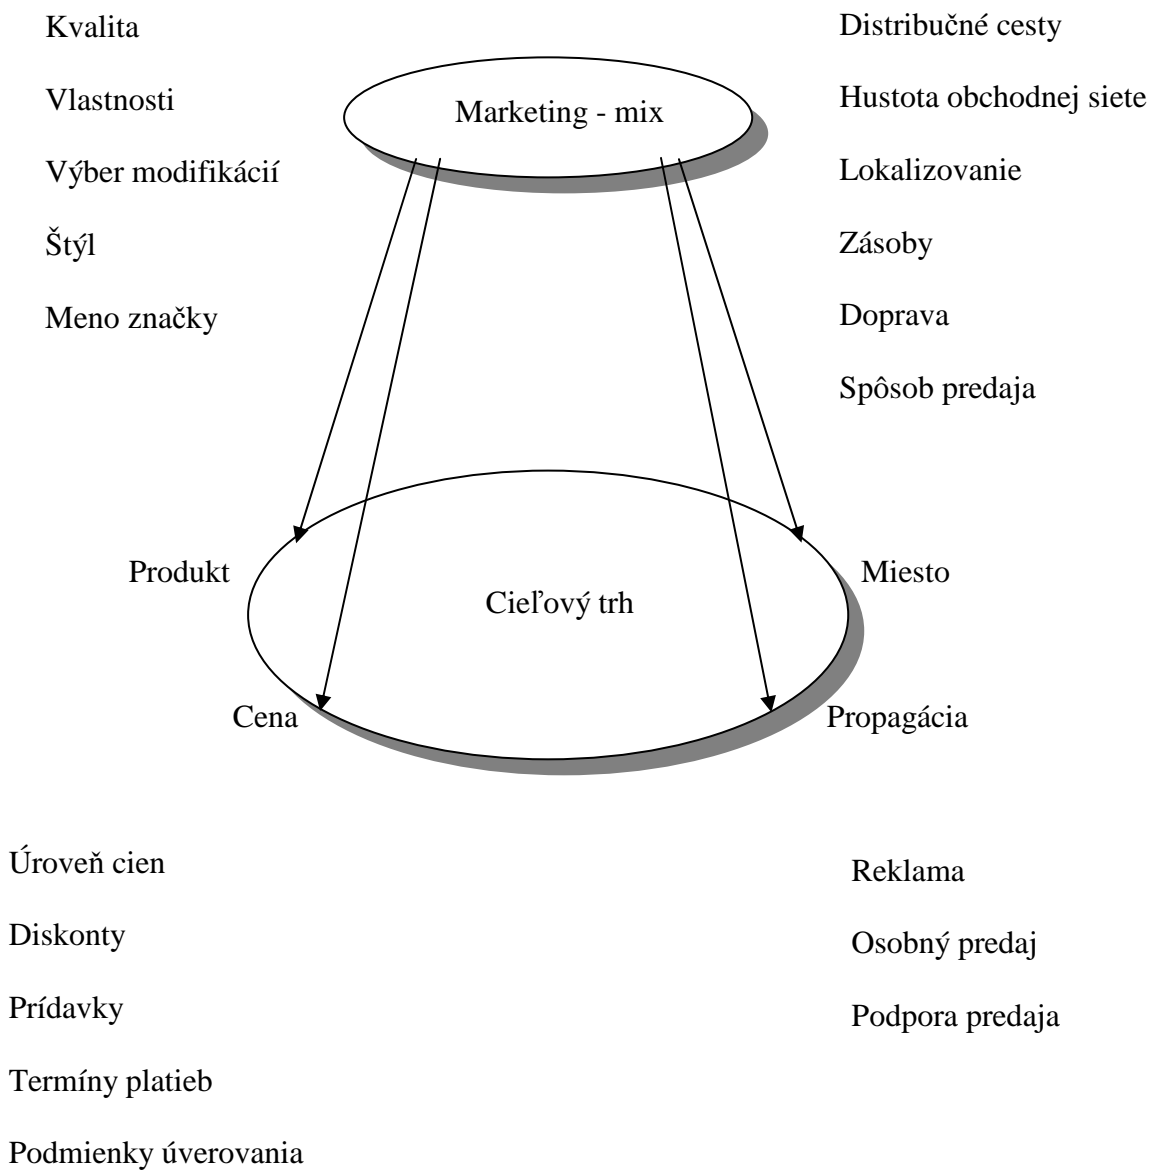 Kvalita
Vlastnosti
Výber modifikácií
Štýl
Meno značky
Marketing - mix
Distribučné cesty
Hustota obchodnej siete
Lokalizovanie
Zásoby
Doprava
Spôsob predaja
Produkt
Cieľový trh
Miesto
Cena
Propagácia
Úroveň cien
Diskonty
Prídavky
Termíny platieb
Podmienky úverovania
Reklama
Osobný predaj
Podpora predaja